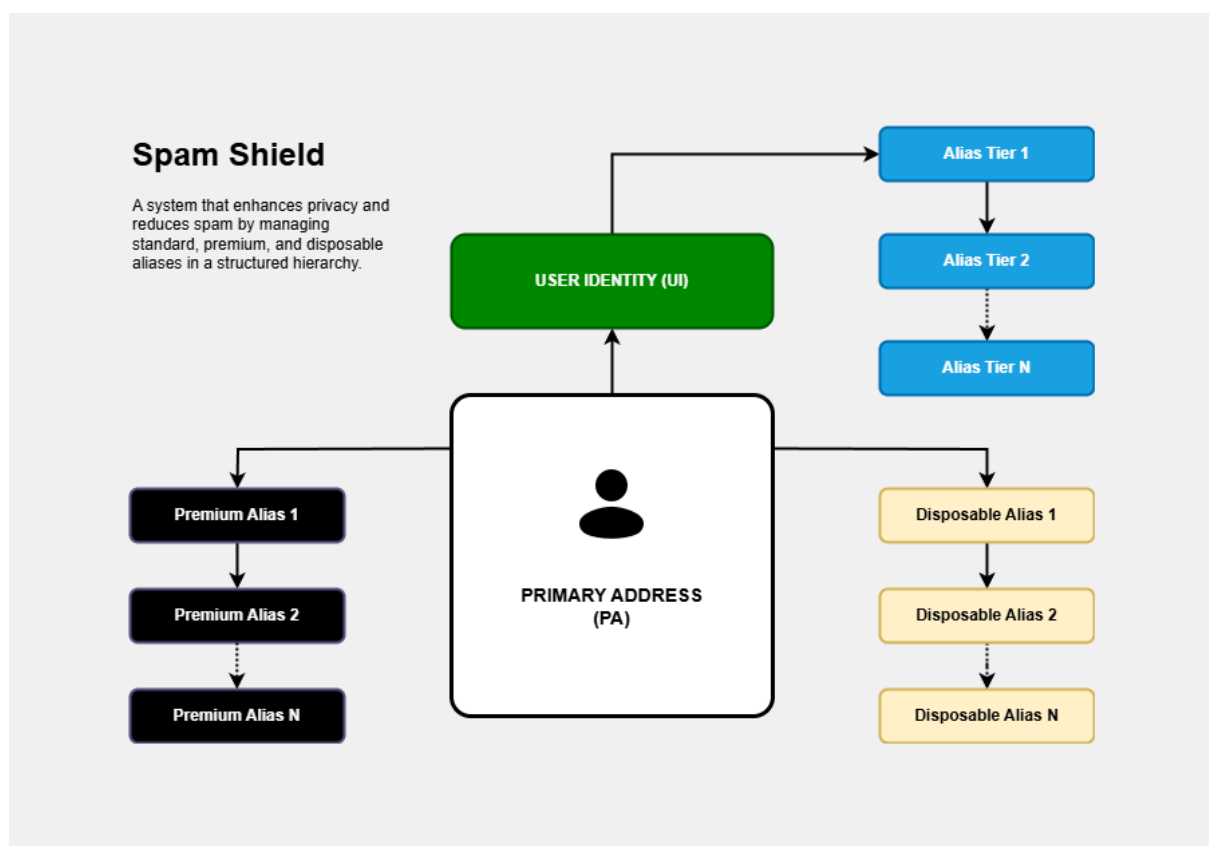 Spam Shield
A system that enhances privacy and
reduces spam by managing
standard, premium, and disposable
aliases in a structured hierarchy.
Alias Tier 1
USER IDENTITY (UI)
Alias Tier 2
Alias Tier N
Premium Alias 1
Premium Alias 2
Premium Alias N
PRIMARY ADDRESS
(PA)
Disposable Alias 1
Disposable Alias 2
Disposable Alias N